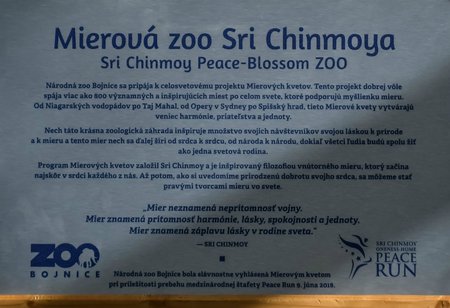 Mierová zoo Sri Chinmoya
Sri Chinmoy Peace-Blossom ZOO
Národná zoo Bojnice sa pripája k celosvetovému projektu Mierových kvetov. Tento projekt dobrej vôle
spája viac ako 800 významných a inšpirujúcich miest po celom svete, ktoré podporujú myšlienku mieru.
Od Niagarských vodopádov po Taj Mahal, od Opery v Sydney po Spišský hrad, tieto Mierové kvety vytvárajú
veniec harmónie, priateľstva a jednoty.
Nech táto krásna zoologická záhrada inšpiruje množstvo svojich návštevníkov svojou láskou k prírode
a k mieru a tento mier nech sa ďalej šíri od srdca k srdcu, od národa k národu, dokiaľ všetci ľudia budú spolu žiť
ako jedna svetová rodina.
Program Mierových kvetov založil Sri Chinmoy a je inšpirovaný filozofiou vnútorného mieru, ktorý začína
najskôr v srdci každého z nás. Až potom, ako si uvedomíme prirodzenú dobrotu svojho srdca, sa môžeme stať
pravými tvorcami mieru vo svete.
„Mier neznamená neprítomnosť vojny.
Mier znamená prítomnosť harmónie, lásky, spokojnosti a jednoty.
Mier znamená záplavu lásky v rodine sveta.“
— SRI CHINMOY
ZOO
BOJNICE
Národná zoo Bojnice bola slávnostne vyhlásená Mierovým kvetom
pri príležitosti prebehu medzinárodnej štafety Peace Run 9. júna 2018.
SRI CHINMOY
ONENESS-HOME
PEACE
RUN